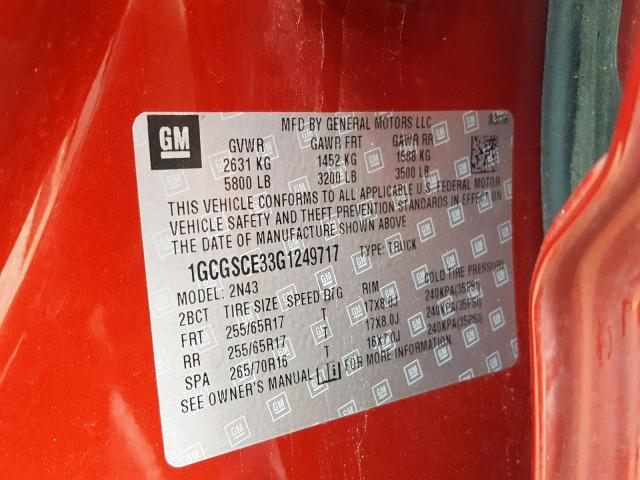 GM
MFD BY GENERAL MOTORS LLC
GVWR GAWR FRT GAWR RR
2631 KG 1452 KG 1588 KG
5800 LB 3200 LB 3500 LB
THIS VEHICLE CONFORMS TO ALL APPLICABLE U.S. FEDERAL MOTOR
VEHICLE SAFETY AND THEFT PREVENTION STANDARDS IN EFFECT ON
THE DATE OF MANUFACTURE SHOWN ABOVE.
1GCGSCE33G1249717 TYPE: TRUCK
MODEL: 2N43
2BCT TIRE SIZE SPEED RTG RIM COLD TIRE PRESSURE
FRT 255/65R17 T 17X8.0J 240KPA(35PSI)
RR 255/65R17 T 17X8.0J 240KPA(35PSI)
SPA 265/70R16 T 16X7.0J 240KPA(35PSI)
SEE OWNER'S MANUAL FOR MORE INFORMATION.